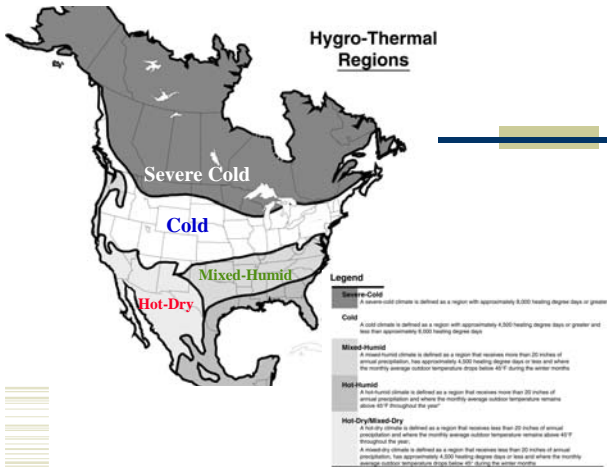 Hygro-Thermal
Regions
Severe Cold
Cold
Mixed-Humid
Hot-Dry
Legend
Severe-Cold
A severe-cold climate is defined as a region with approximately 8,000 heating degree days or greater
Cold
A cold climate is defined as a region with approximately 4,500 heating degree days or greater and
less than approximately 8,000 heating degree days
Mixed-Humid
A mixed-humid climate is defined as a region that receives more than 20 inches of
annual precipitation, has approximately 4,500 heating degree days or less and where
the monthly average outdoor temperature drops below 45°F during the winter months
Hot-Humid
A hot-humid climate is defined as a region that receives more than 20 inches of
annual precipitation and where the monthly average outdoor temperature remains
above 45°F throughout the year*
Hot-Dry/Mixed-Dry
A hot-dry climate is defined as a region that receives less than 20 inches of annual
precipitation and where the monthly average outdoor temperature remains above 45°F
throughout the year;
A mixed-dry climate is defined as a region that receives less than 20 inches of annual
precipitation, has approximately 4,500 heating degree days or less and where the monthly
average outdoor temperature drops below 45° during the winter months